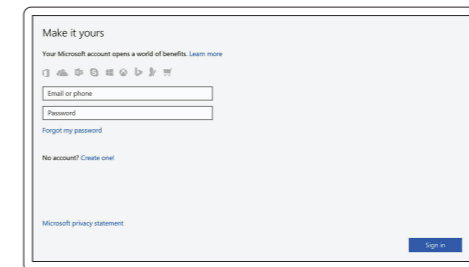 Make it yours
Your Microsoft account opens a world of benefits. Learn more
Email or phone
Password
Forgot my password
No account? Create one!
Microsoft privacy statement
Sign in